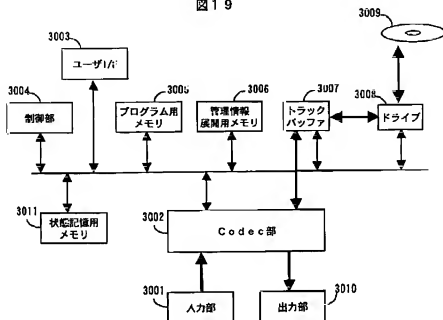 図19
3009
3003
ユーザI/F
3004
制御部
3005
プログラム用
メモリ
3006
管理情報
展開用メモリ
3007
トラック
バッファ
3008
ドライブ
3011
状態記憶用
メモリ
3002
Codec部
3001
入力部
出力部
3010